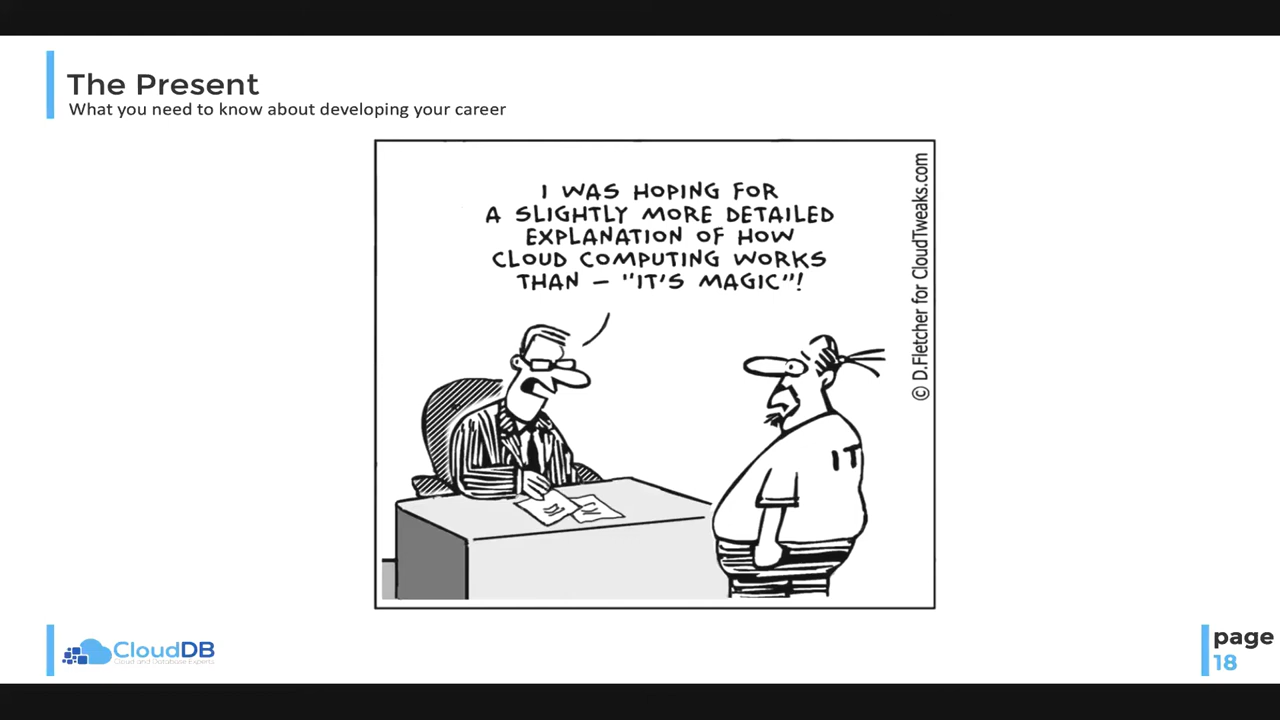 The Present
What you need to know about developing your career
I WAS HOPING FOR
A SLIGHTLY MORE DETAILED
EXPLANATION OF HOW
CLOUD COMPUTING WORKS
THAN – "IT'S MAGIC"!
© D.Fletcher for CloudTweaks.com
IT
CloudDB
Cloud and Database Experts
page
18